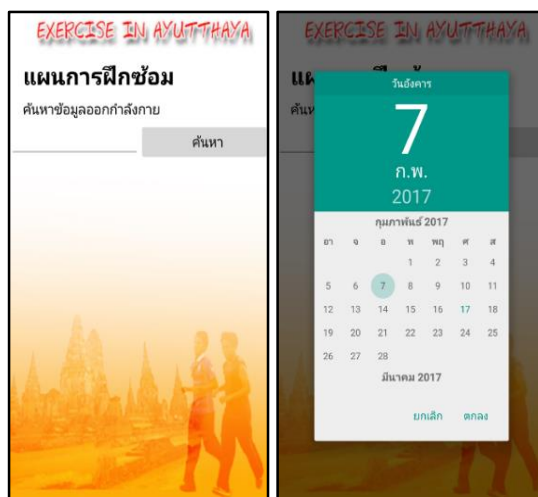 EXERCISE IN AYUTTHAYA
แผนการฝึกซ้อม
ค้นหาข้อมูลออกกำลังกาย
ค้นหา
EXERCISE IN AYUTTHAYA
วันอังคาร
7
ก.พ.
2017
กุมภาพันธ์ 2017
อา จ อ พ พฤ ศ ส
1 2 3 4
5 6 7 8 9 10 11
12 13 14 15 16 17 18
19 20 21 22 23 24 25
26 27 28
มีนาคม 2017
ยกเลิก ตกลง